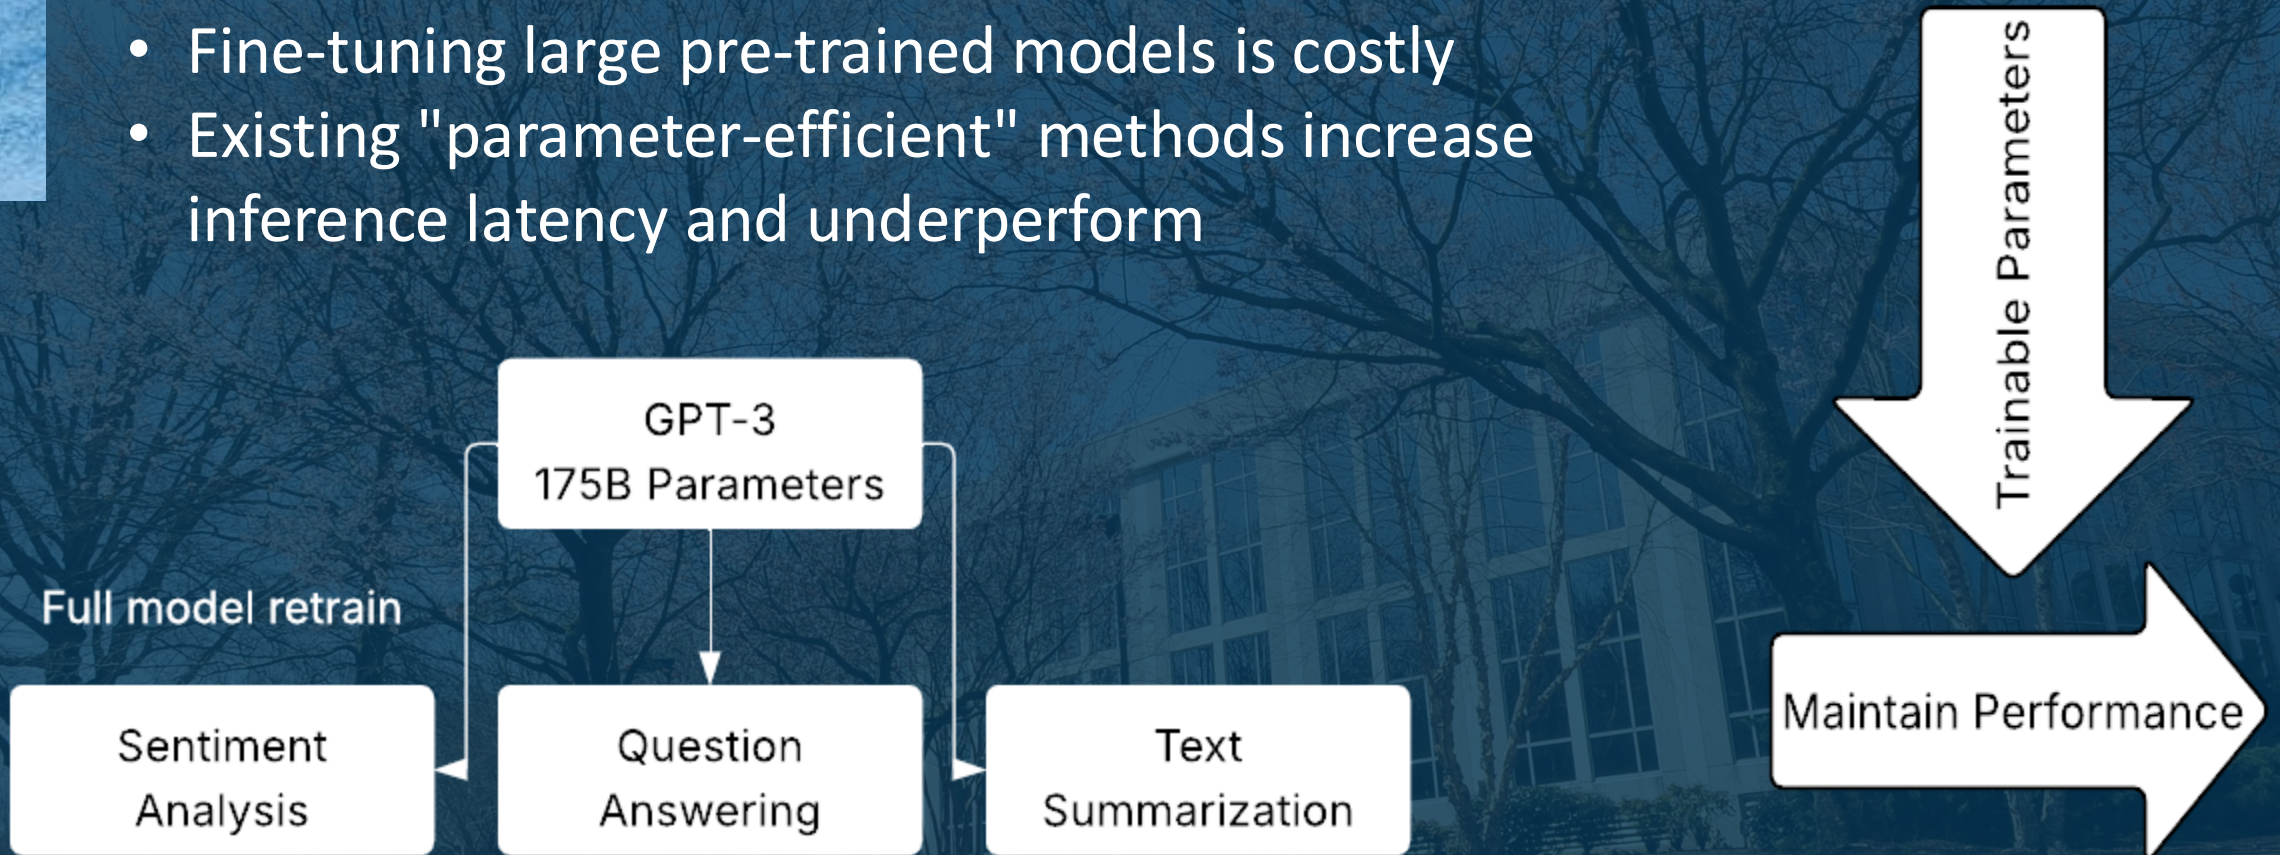 • Fine-tuning large pre-trained models is costly
• Existing "parameter-efficient" methods increase
inference latency and underperform
GPT-3
175B Parameters
Full model retrain
Sentiment
Analysis
Question
Answering
Text
Summarization
Trainable Parameters
Maintain Performance